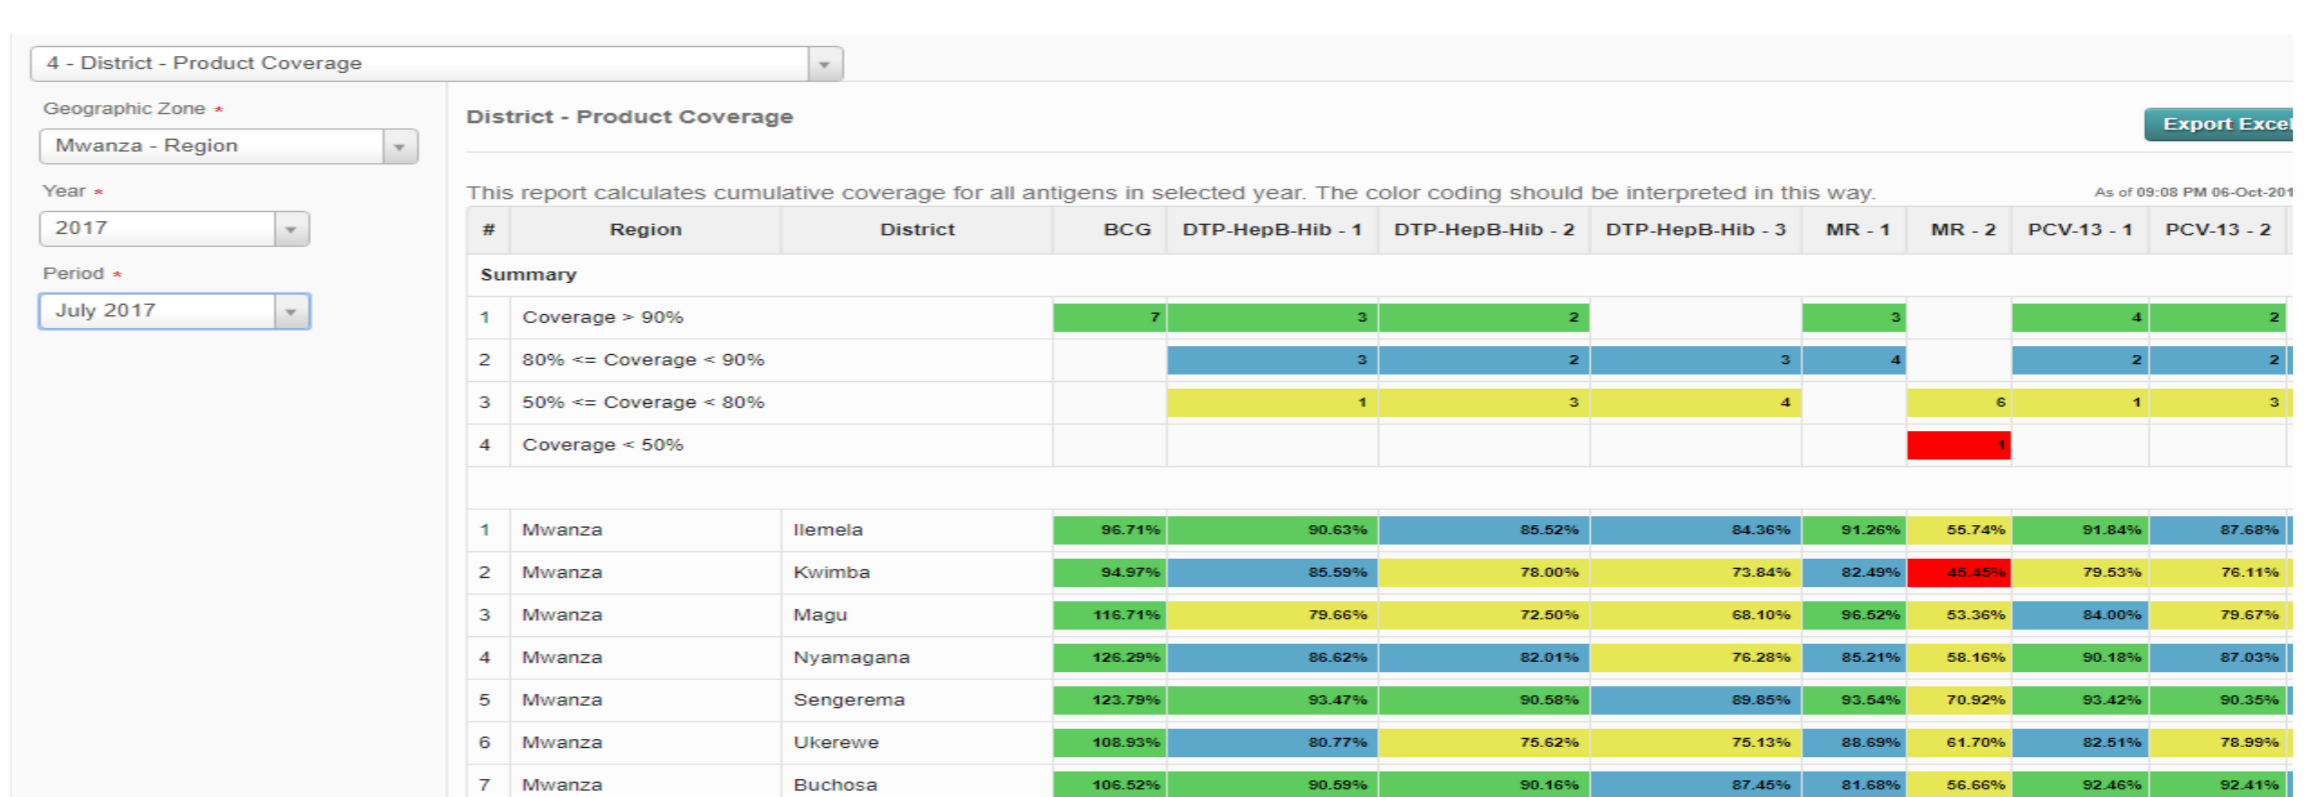 4 - District - Product Coverage
Geographic Zone *
Mwanza - Region
Year *
2017
Period *
July 2017
District - Product Coverage
Export Excel
This report calculates cumulative coverage for all antigens in selected year. The color coding should be interpreted in this way.
As of 09:08 PM 06-Oct-201
# Region District BCG DTP-HepB-Hib - 1 DTP-HepB-Hib - 2 DTP-HepB-Hib - 3 MR - 1 MR - 2 PCV-13 - 1 PCV-13 - 2
Summary
1 Coverage > 90% 7 3 2 3 4 2
2 80% <= Coverage < 90% 3 2 3 4 2 2
3 50% <= Coverage < 80% 1 3 4 6 1 3
4 Coverage < 50% 1
1 Mwanza Ilemela 96.71% 90.63% 85.52% 84.36% 91.26% 55.74% 91.84% 87.68%
2 Mwanza Kwimba 94.97% 85.59% 78.00% 73.84% 82.49% 45.45% 79.53% 76.11%
3 Mwanza Magu 116.71% 79.66% 72.50% 68.10% 96.52% 53.36% 84.00% 79.67%
4 Mwanza Nyamagana 126.29% 86.62% 82.01% 76.28% 85.21% 58.16% 90.18% 87.03%
5 Mwanza Sengerema 123.79% 93.47% 90.58% 89.85% 93.54% 70.92% 93.42% 90.35%
6 Mwanza Ukerewe 108.93% 80.77% 75.62% 75.13% 88.69% 61.70% 82.51% 78.99%
7 Mwanza Buchosa 106.52% 90.59% 90.16% 87.45% 81.68% 56.66% 92.46% 92.41%